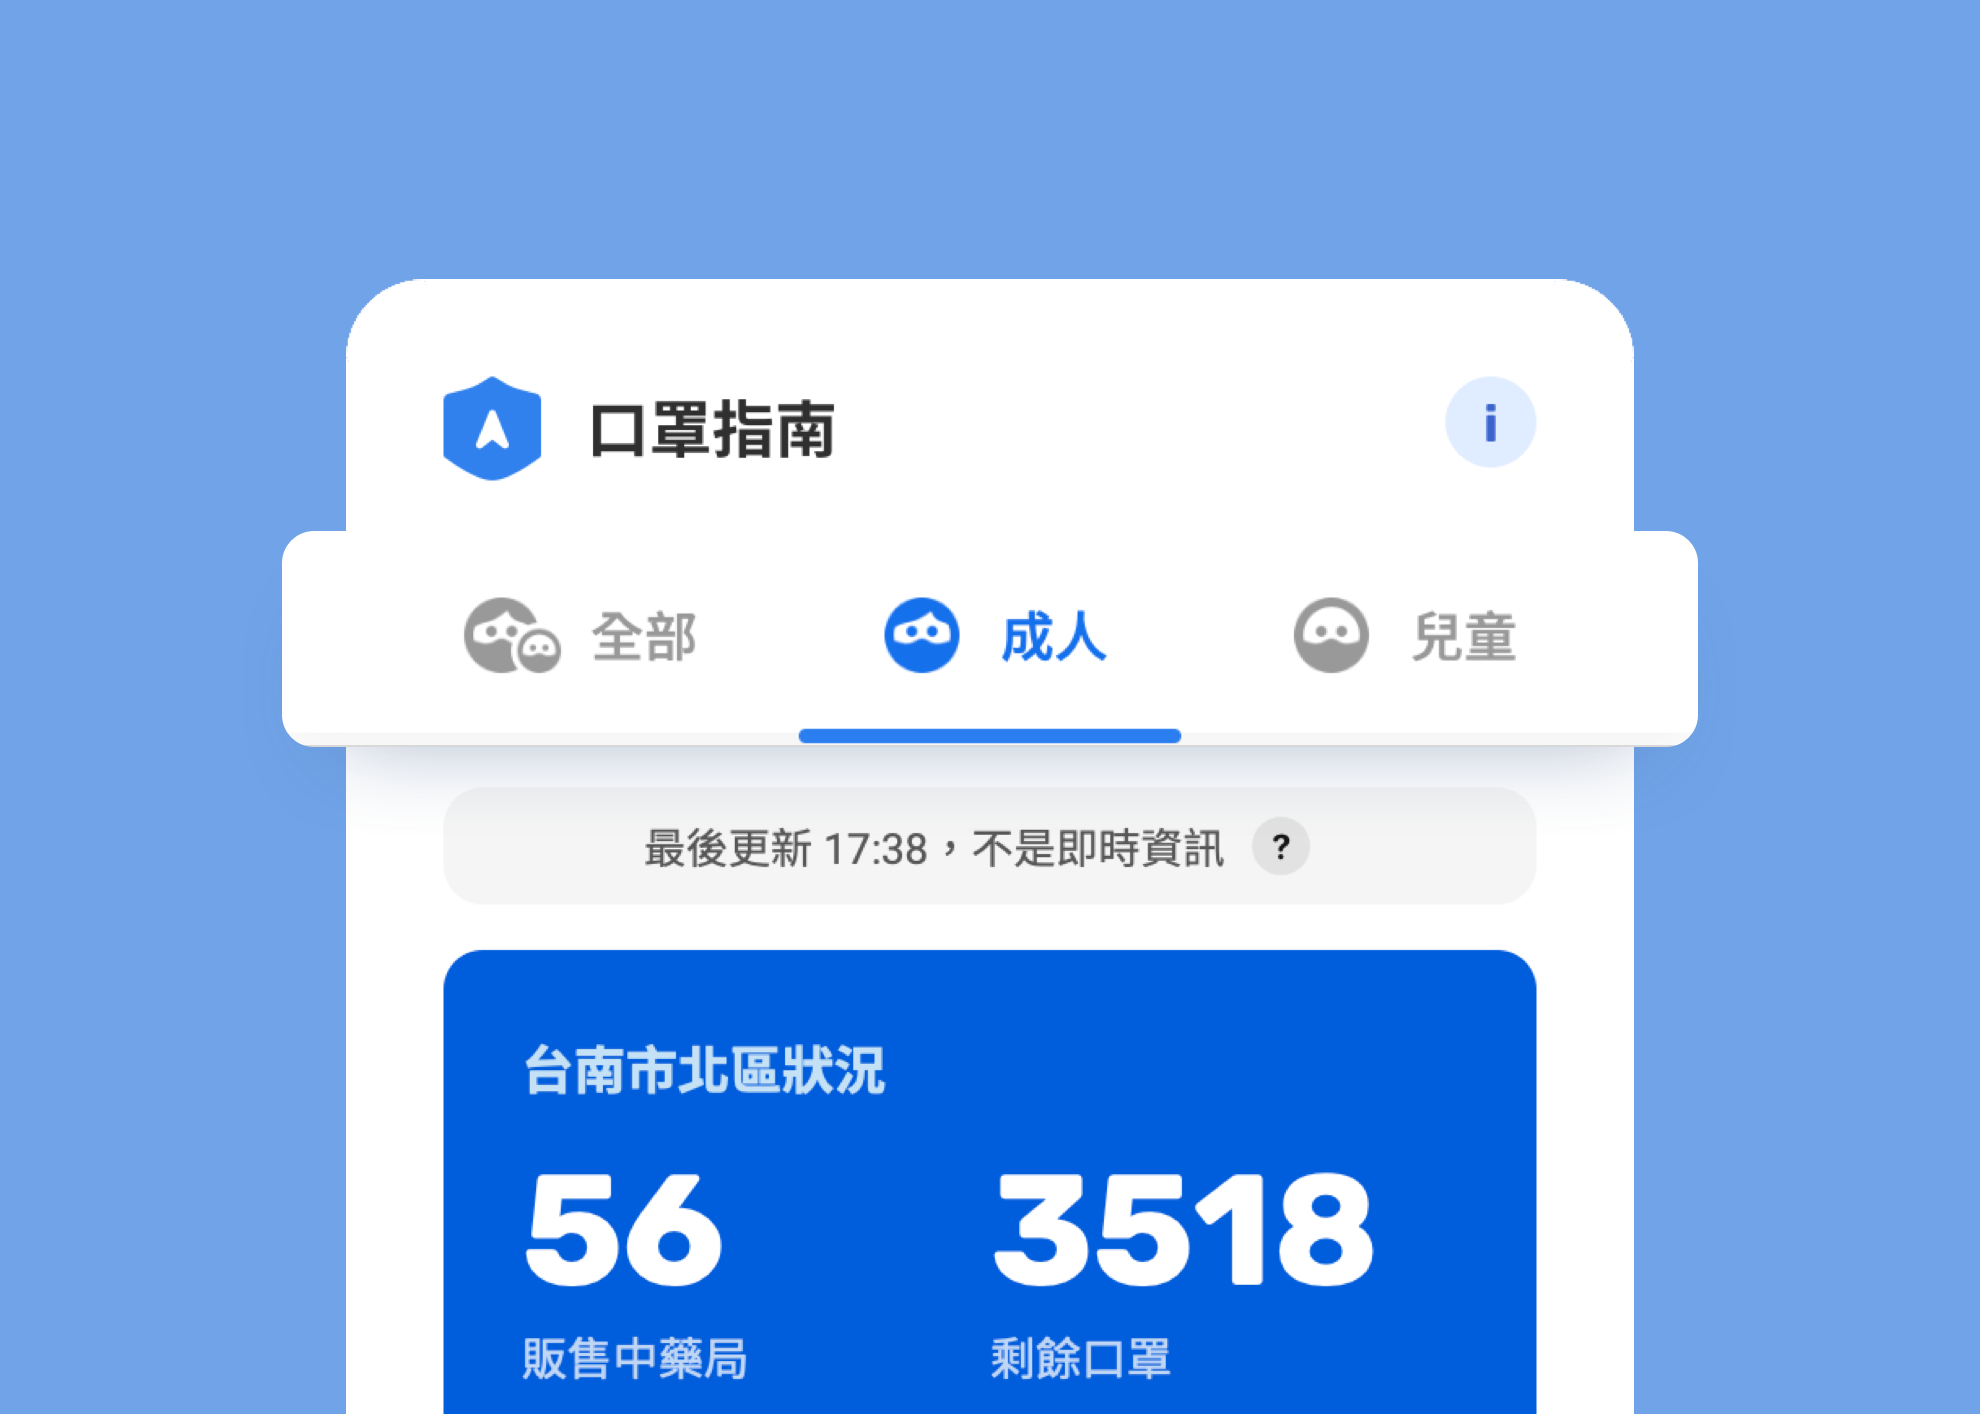 口罩指南
i
全部 成人 兒童
最後更新 17:38，不是即時資訊 ?
台南市北區狀況
56 3518
販售中藥局 剩餘口罩